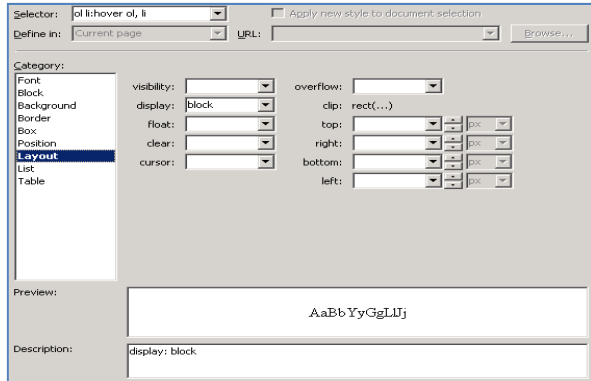 Selector: ol li:hover ol, li Apply new style to document selection
Define in: Current page URL: Browse...
Category:
Font
Block
Background
Border
Box
Position
Layout
List
Table
visibility: overflow:
display: block clip: rect(...)
float: top: px
clear: right: px
cursor: bottom: px
left: px
Preview:
AaBbYyGgLlJj
Description:
display: block